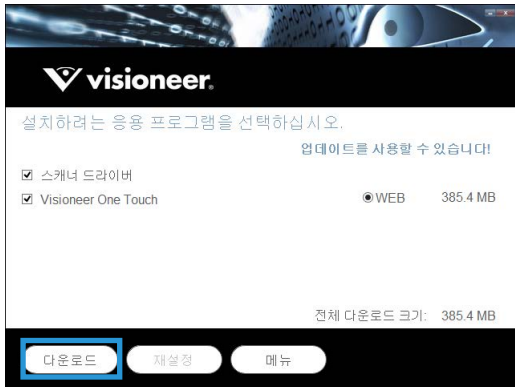 visioneer.
설치하려는 응용 프로그램을 선택하십시오.
업데이트를 사용할 수 있습니다!
스캐너 드라이버
Visioneer One Touch WEB 385.4 MB
전체 다운로드 크기: 385.4 MB
다운로드 재설정 메뉴